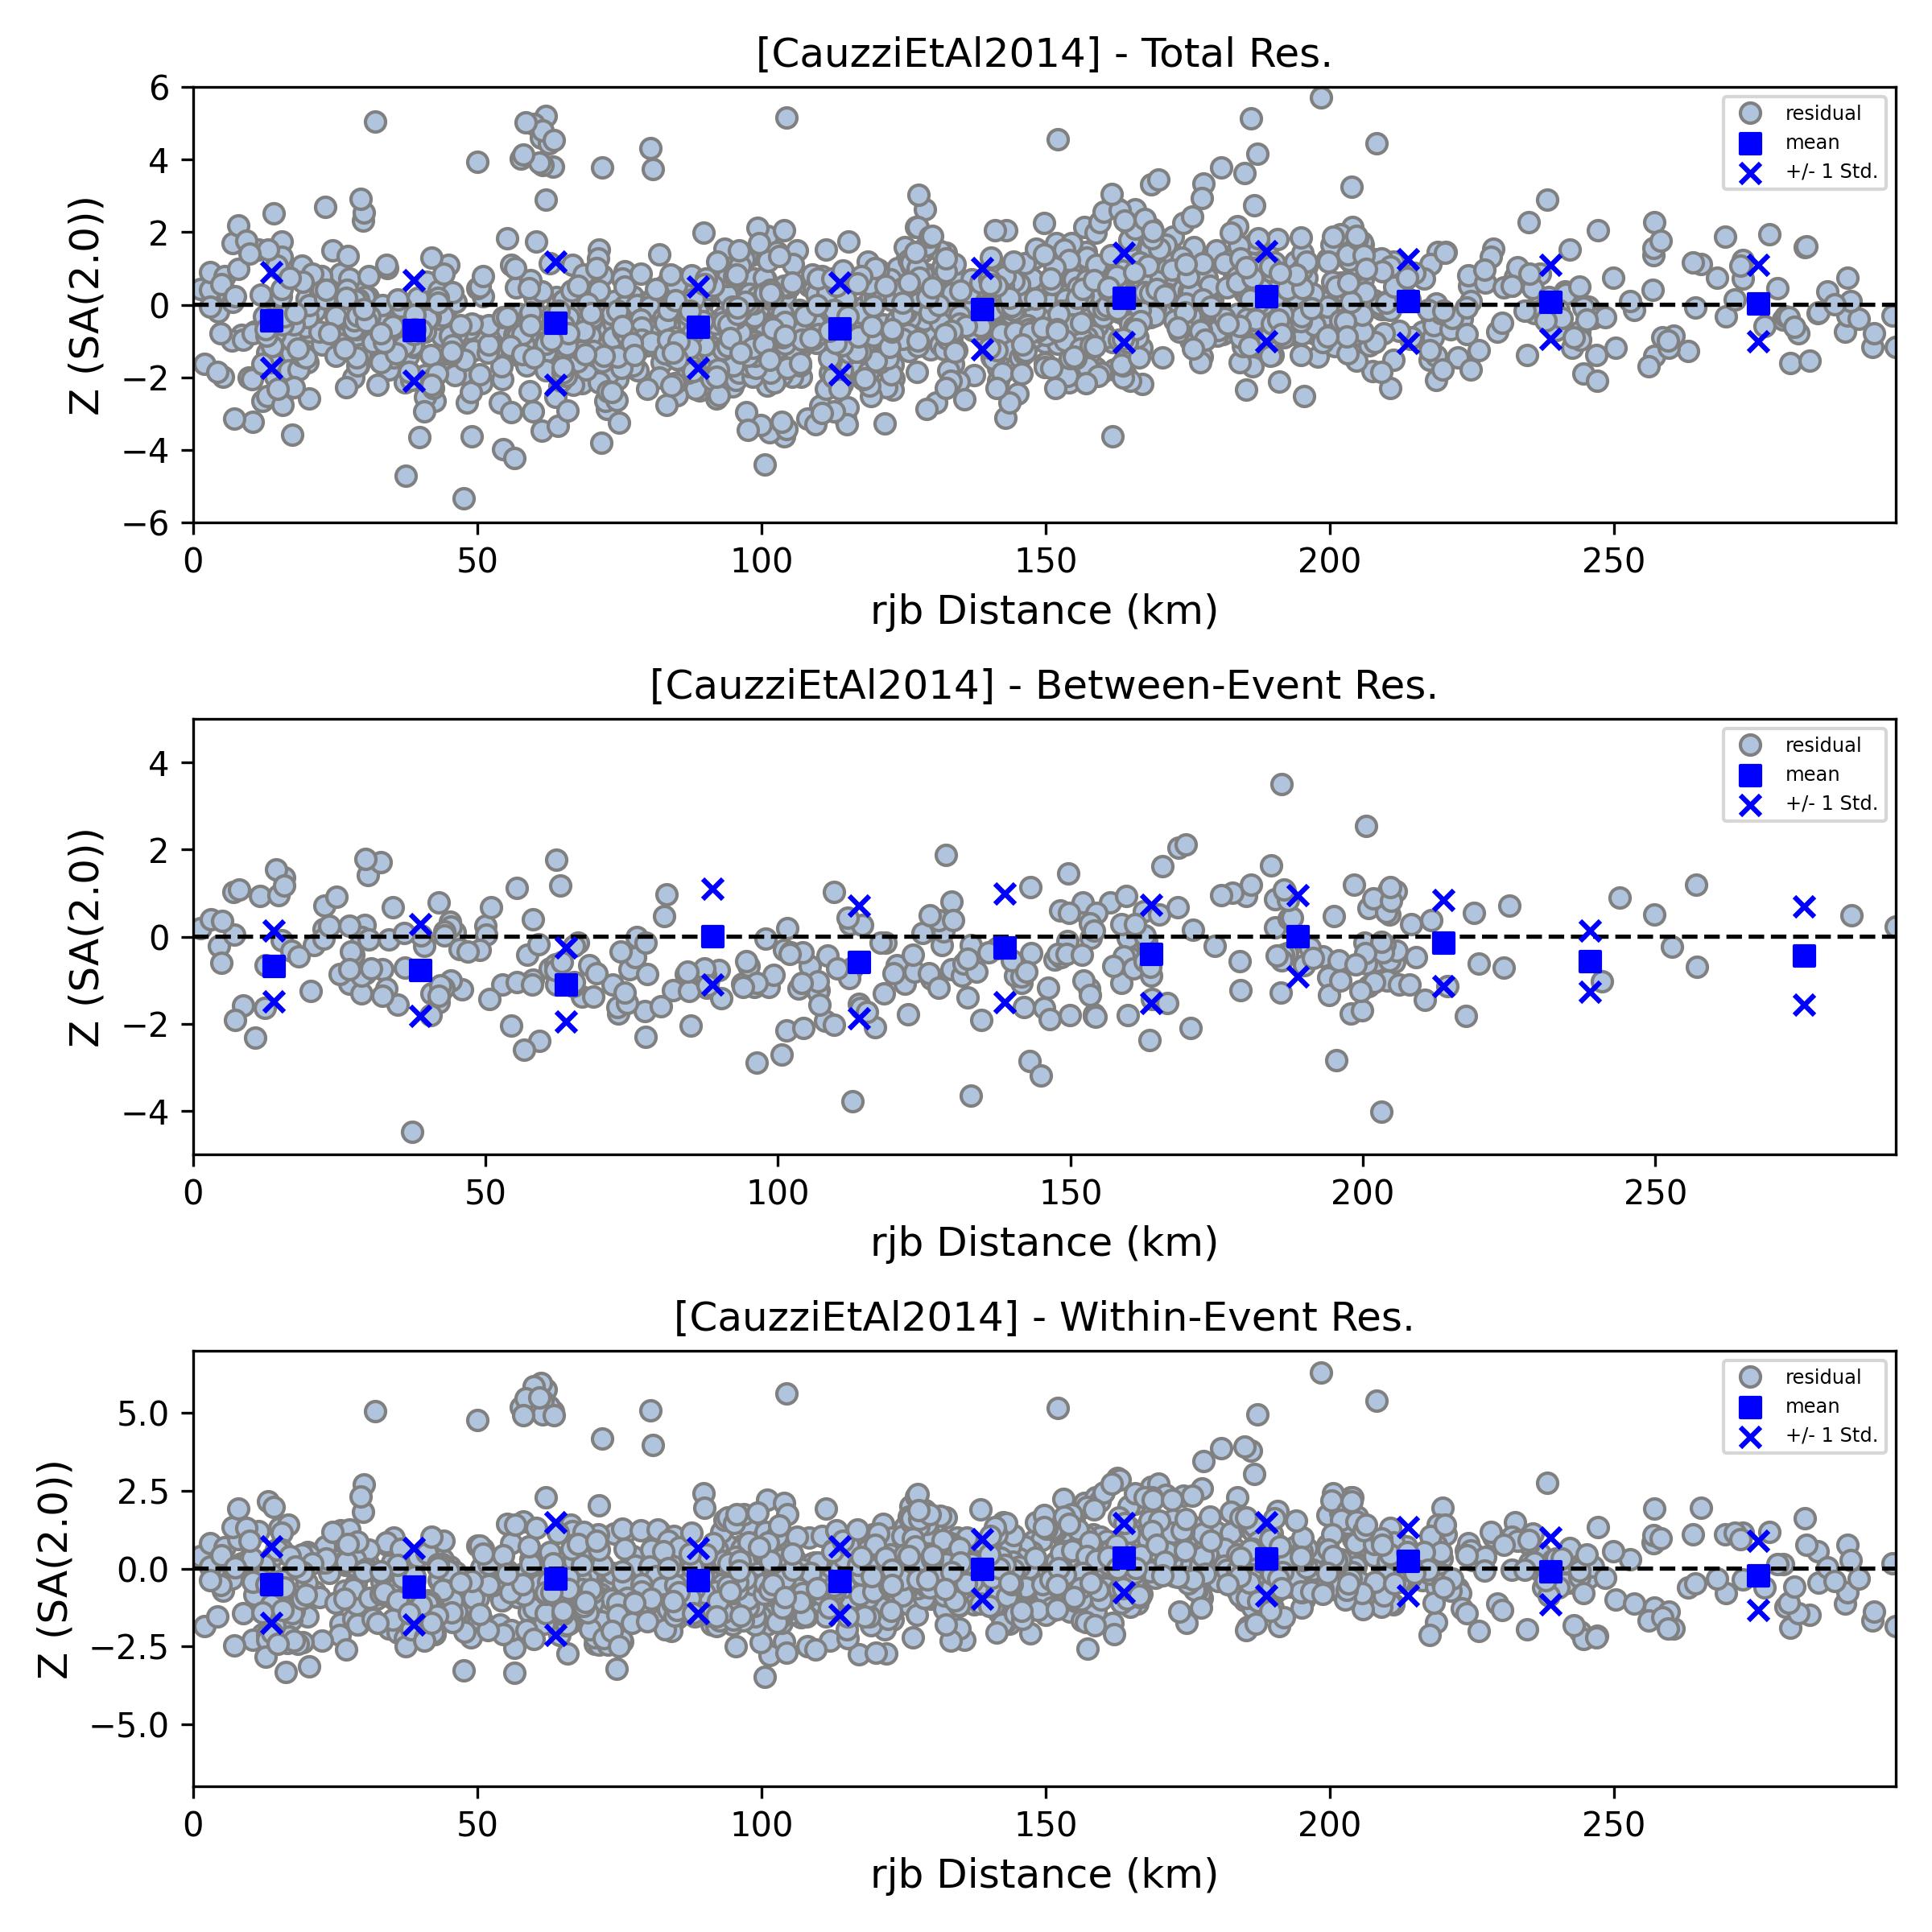 [CauzziEtAl2014] - Total Res.
6
4
2
0
−2
−4
−6
Z (SA(2.0))
residual
mean
+/- 1 Std.
0 50 100 150 200 250
rjb Distance (km)
[CauzziEtAl2014] - Between-Event Res.
4
2
0
−2
−4
Z (SA(2.0))
residual
mean
+/- 1 Std.
0 50 100 150 200 250
rjb Distance (km)
[CauzziEtAl2014] - Within-Event Res.
5.0
2.5
0.0
−2.5
−5.0
Z (SA(2.0))
residual
mean
+/- 1 Std.
0 50 100 150 200 250
rjb Distance (km)